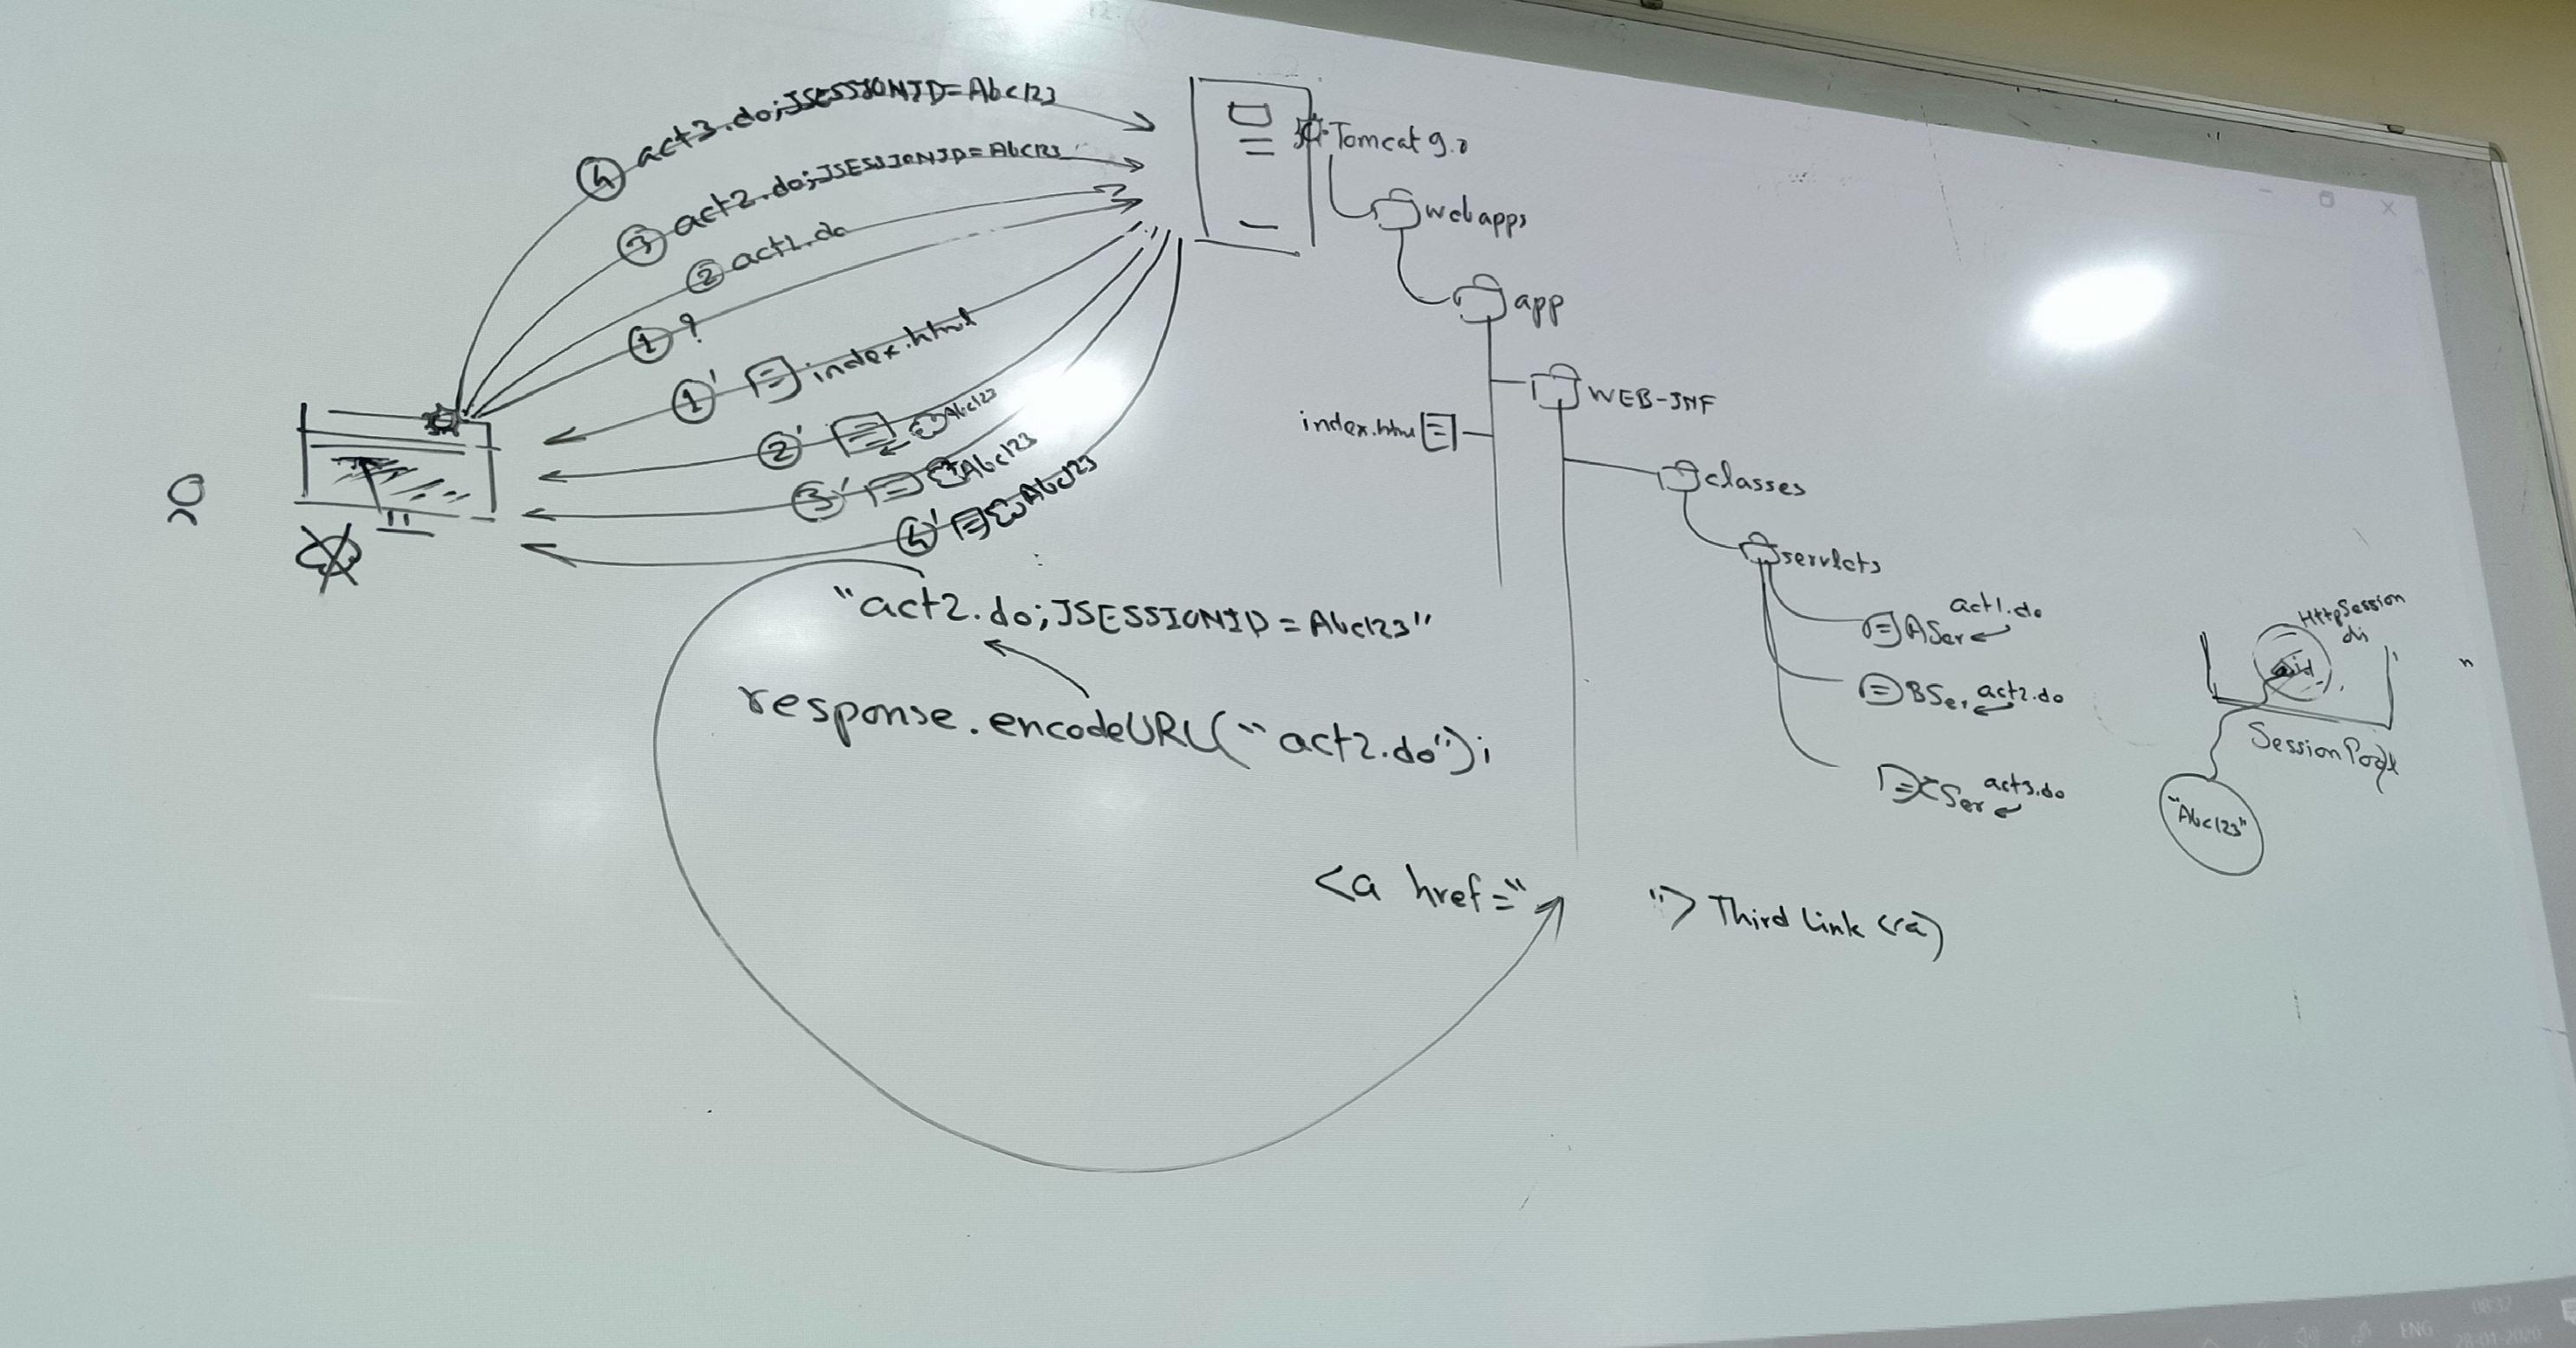 4 act3.do;JSESSIONID=Abc123
3 act2.do;JSESSIONID=Abc123
2 act1.do
1 ?
1' index.html
2' Abc123
3' Abc123
4' Abc123
"act2.do;JSESSIONID=Abc123"
response.encodeURL("act2.do");
<a href=" "> Third Link
Tomcat 9.0
webapps
app
WEB-INF
index.html
classes
servlets
act1.do
ASer
BSer act2.do
CSer act3.do
HttpSession
Session Pool
"Abc123"
08:37
ENG
28-01-2020